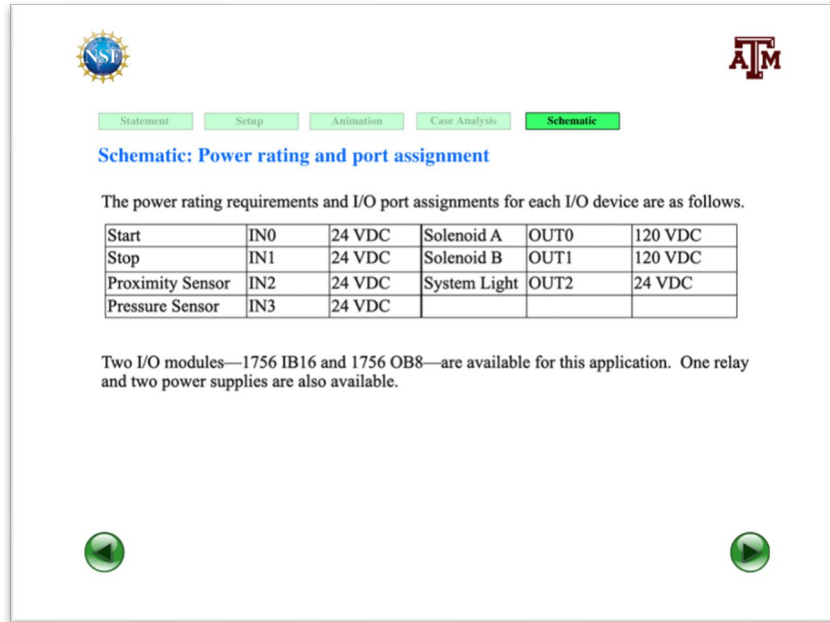 NSF
ATM
Statement Setup Animation Case Analysis Schematic
Schematic: Power rating and port assignment
The power rating requirements and I/O port assignments for each I/O device are as follows.
Start IN0 24 VDC Solenoid A OUT0 120 VDC
Stop IN1 24 VDC Solenoid B OUT1 120 VDC
Proximity Sensor IN2 24 VDC System Light OUT2 24 VDC
Pressure Sensor IN3 24 VDC
Two I/O modules—1756 IB16 and 1756 OB8—are available for this application. One relay
and two power supplies are also available.